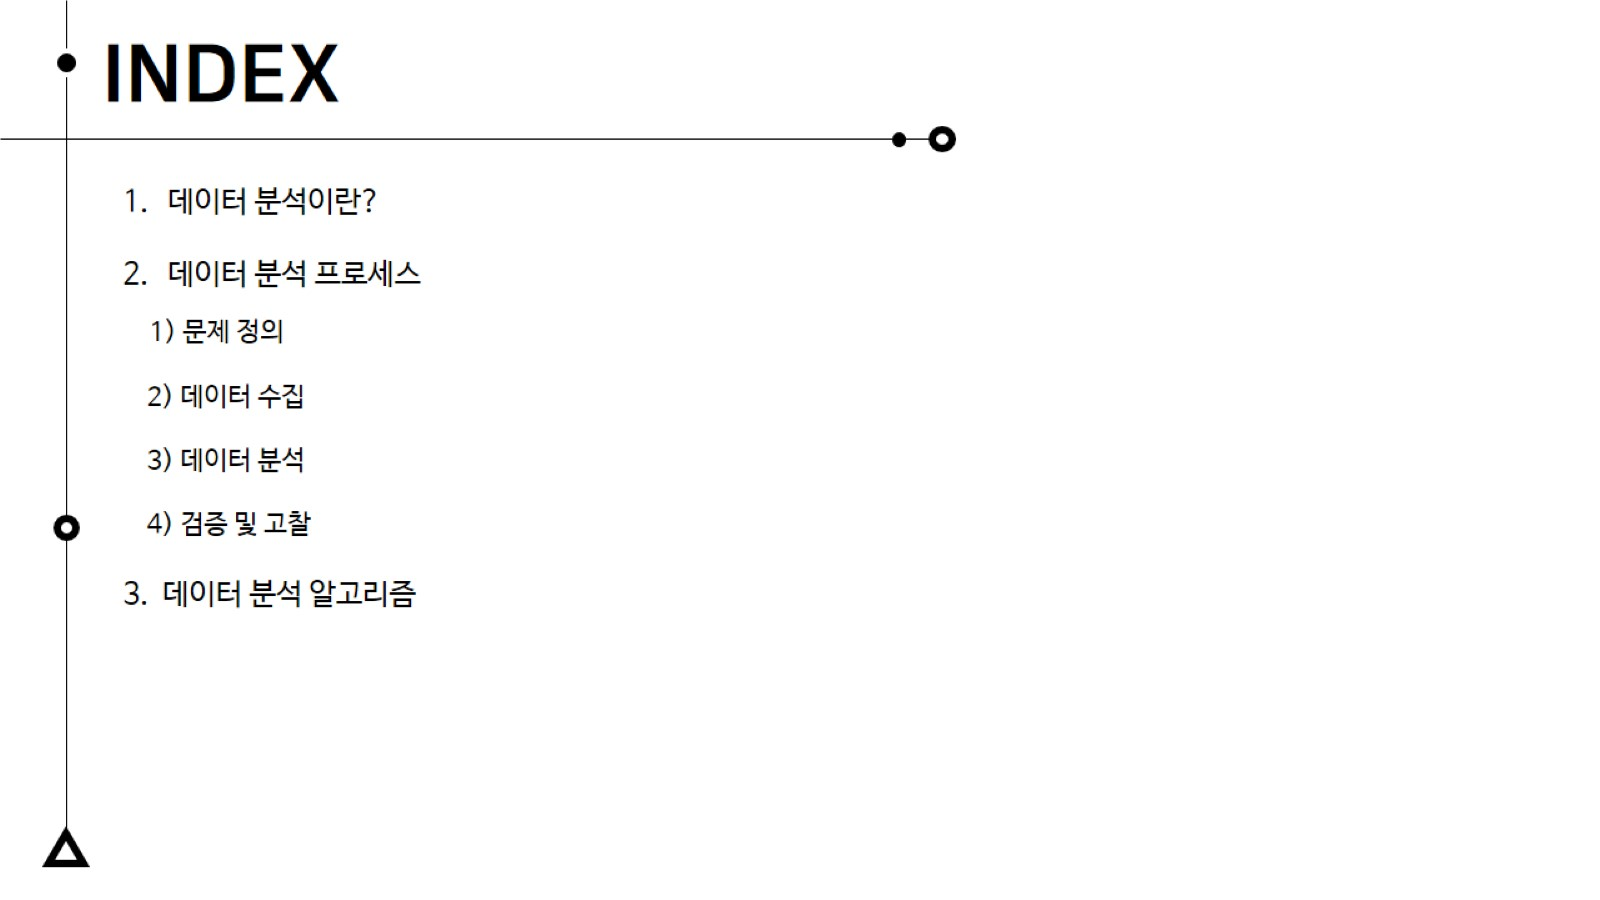 INDEX
1. 데이터 분석이란?
2. 데이터 분석 프로세스
1) 문제 정의
2) 데이터 수집
3) 데이터 분석
4) 검증 및 고찰
3. 데이터 분석 알고리즘